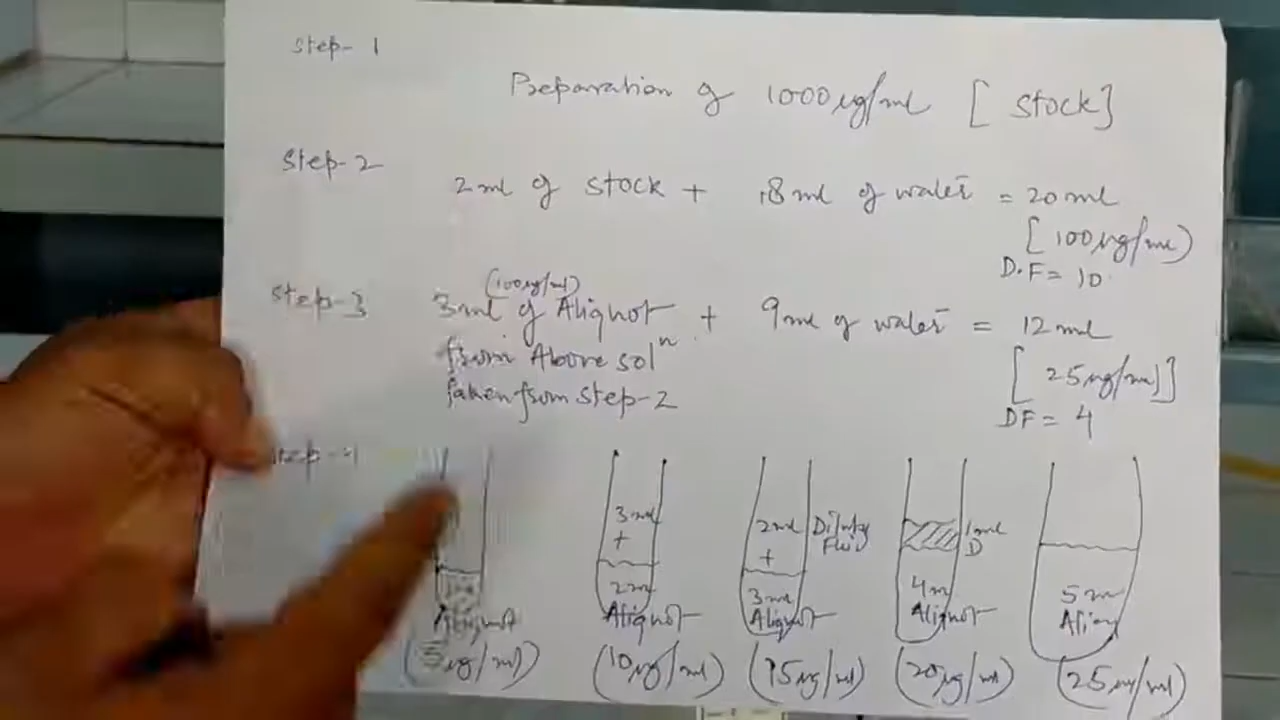 Step-1
Preparation of 1000 µg/ml [stock]
Step-2
2 ml of stock + 18 ml of water = 20 ml
[100 µg/ml)
D.F = 10
Step-3
(100 µg/ml)
3 ml of Aliquot + 9 ml of water = 12 ml
from Above solⁿ
taken from step-2
[25 µg/ml]]
DF = 4
Step-4
3 ml + 2 ml Aliquot
2 ml + 3 ml Aliquot
Fluid
1 ml D
4 ml Aliquot
5 ml
Aliquot
(5 µg/ml) (10 µg/ml) (15 µg/ml) (20 µg/ml) (25 µg/ml)